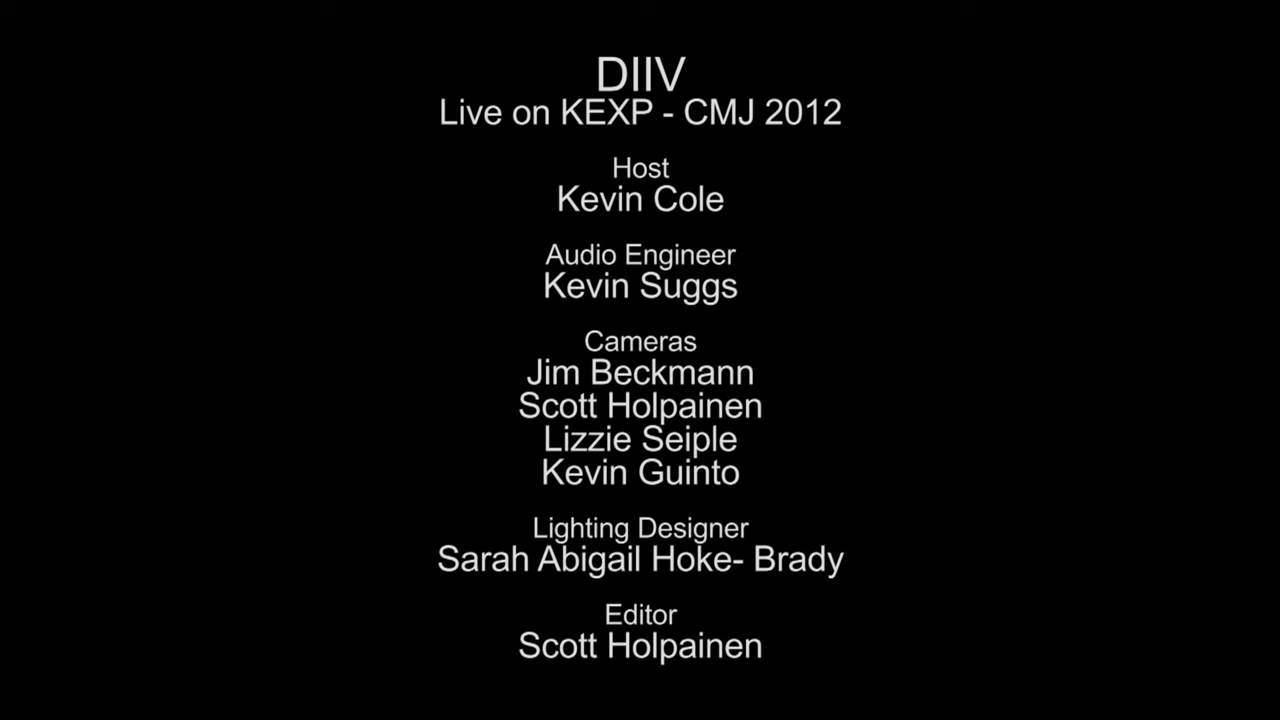 DIIV
Live on KEXP - CMJ 2012
Host
Kevin Cole
Audio Engineer
Kevin Suggs
Cameras
Jim Beckmann
Scott Holpainen
Lizzie Seiple
Kevin Guinto
Lighting Designer
Sarah Abigail Hoke- Brady
Editor
Scott Holpainen